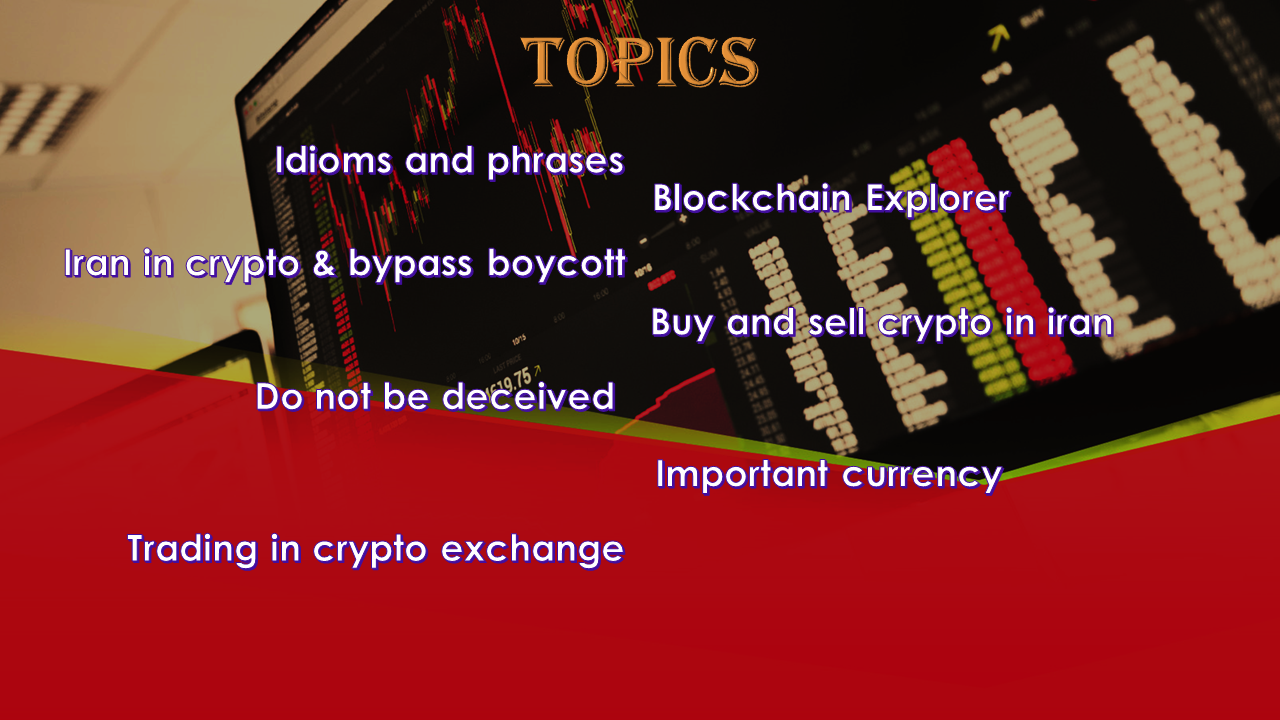 TOPICS
Idioms and phrases
Blockchain Explorer
Iran in crypto & bypass boycott
Buy and sell crypto in iran
Do not be deceived
Important currency
Trading in crypto exchange